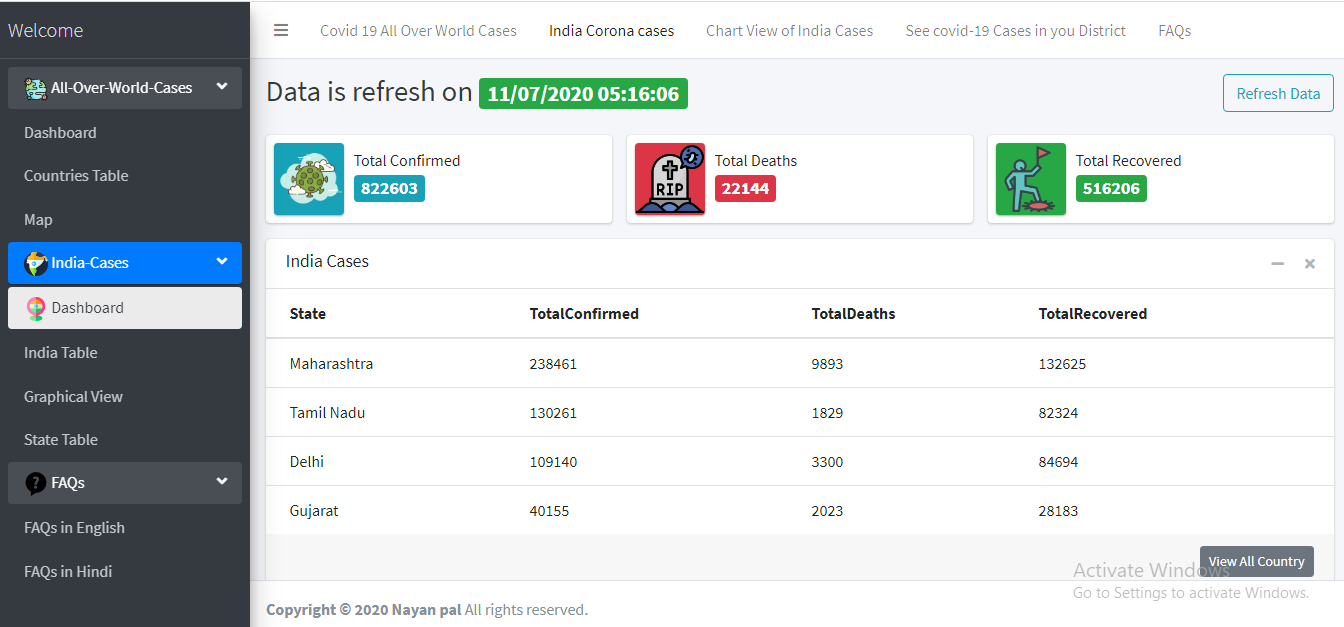 Welcome
All-Over-World-Cases
Dashboard
Countries Table
Map
India-Cases
Dashboard
India Table
Graphical View
State Table
FAQs
FAQs in English
FAQs in Hindi
Covid 19 All Over World Cases India Corona cases Chart View of India Cases See covid-19 Cases in you District FAQs
Data is refresh on 11/07/2020 05:16:06 Refresh Data
Total Confirmed
822603
RIP
Total Deaths
22144
Total Recovered
516206
India Cases
State TotalConfirmed TotalDeaths TotalRecovered
Maharashtra 238461 9893 132625
Tamil Nadu 130261 1829 82324
Delhi 109140 3300 84694
Gujarat 40155 2023 28183
View All Country
Activate Windows
Go to Settings to activate Windows.
Copyright © 2020 Nayan pal All rights reserved.